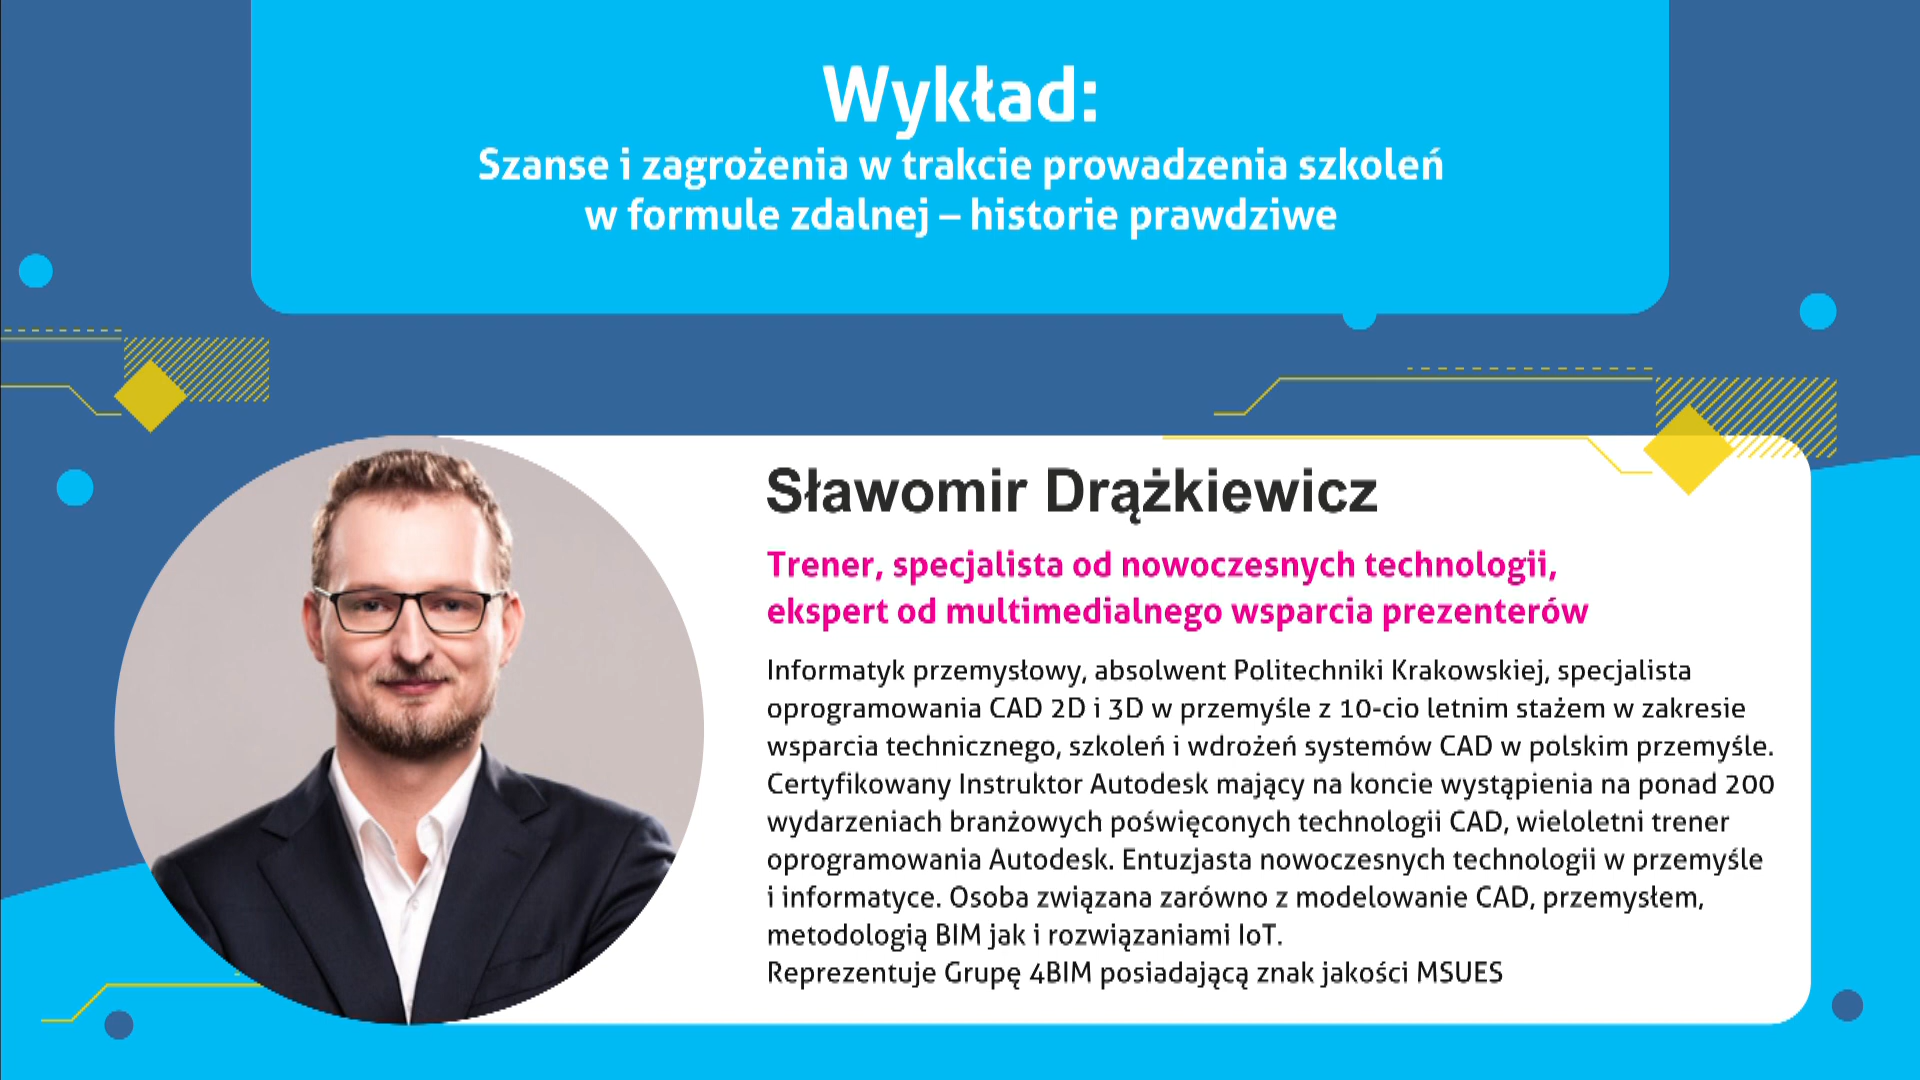 Wykład:
Szanse i zagrożenia w trakcie prowadzenia szkoleń
w formule zdalnej – historie prawdziwe
Sławomir Drążkiewicz
Trener, specjalista od nowoczesnych technologii,
ekspert od multimedialnego wsparcia prezenterów
Informatyk przemysłowy, absolwent Politechniki Krakowskiej, specjalista
oprogramowania CAD 2D i 3D w przemyśle z 10-cio letnim stażem w zakresie
wsparcia technicznego, szkoleń i wdrożeń systemów CAD w polskim przemyśle.
Certyfikowany Instruktor Autodesk mający na koncie wystąpienia na ponad 200
wydarzeniach branżowych poświęconych technologii CAD, wieloletni trener
oprogramowania Autodesk. Entuzjasta nowoczesnych technologii w przemyśle
i informatyce. Osoba związana zarówno z modelowanie CAD, przemysłem,
metodologią BIM jak i rozwiązaniami IoT.
Reprezentuje Grupę 4BIM posiadającą znak jakości MSUES